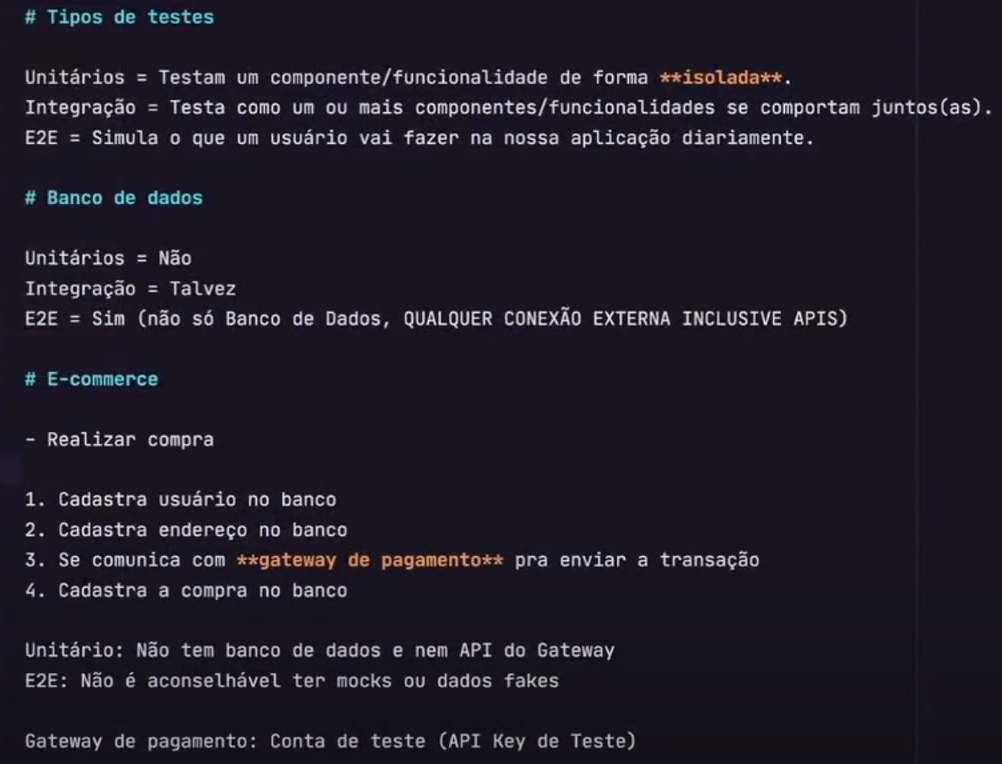 # Tipos de testes
Unitários = Testam um componente/funcionalidade de forma **isolada**.
Integração = Testa como um ou mais componentes/funcionalidades se comportam juntos(as).
E2E = Simula o que um usuário vai fazer na nossa aplicação diariamente.
# Banco de dados
Unitários = Não
Integração = Talvez
E2E = Sim (não só Banco de Dados, QUALQUER CONEXÃO EXTERNA INCLUSIVE APIS)
# E-commerce
- Realizar compra
1. Cadastra usuário no banco
2. Cadastra endereço no banco
3. Se comunica com **gateway de pagamento** pra enviar a transação
4. Cadastra a compra no banco
Unitário: Não tem banco de dados e nem API do Gateway
E2E: Não é aconselhável ter mocks ou dados fakes
Gateway de pagamento: Conta de teste (API Key de Teste)